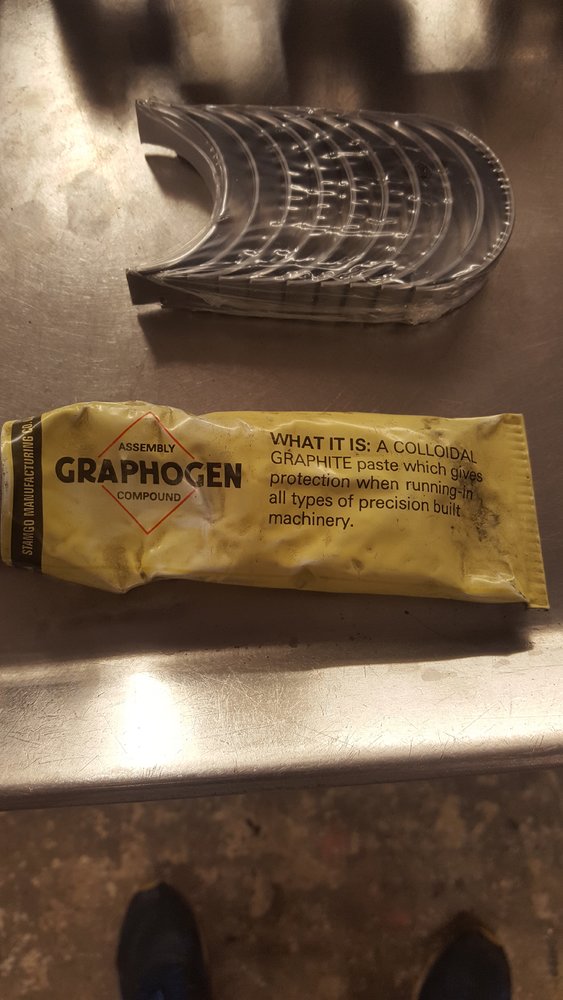 STAMGO MANUFACTURING CO.
ASSEMBLY
GRAPHOGEN
COMPOUND
WHAT IT IS: A COLLOIDAL
GRAPHITE paste which gives
protection when running-in
all types of precision built
machinery.